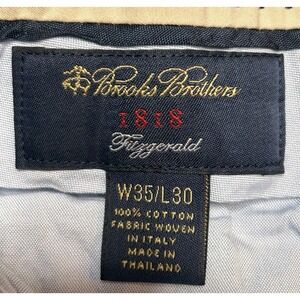 Brooks Brothers
1818
Fitzgerald
W35/L30
100% COTTON
FABRIC WOVEN
IN ITALY
MADE IN
THAILAND